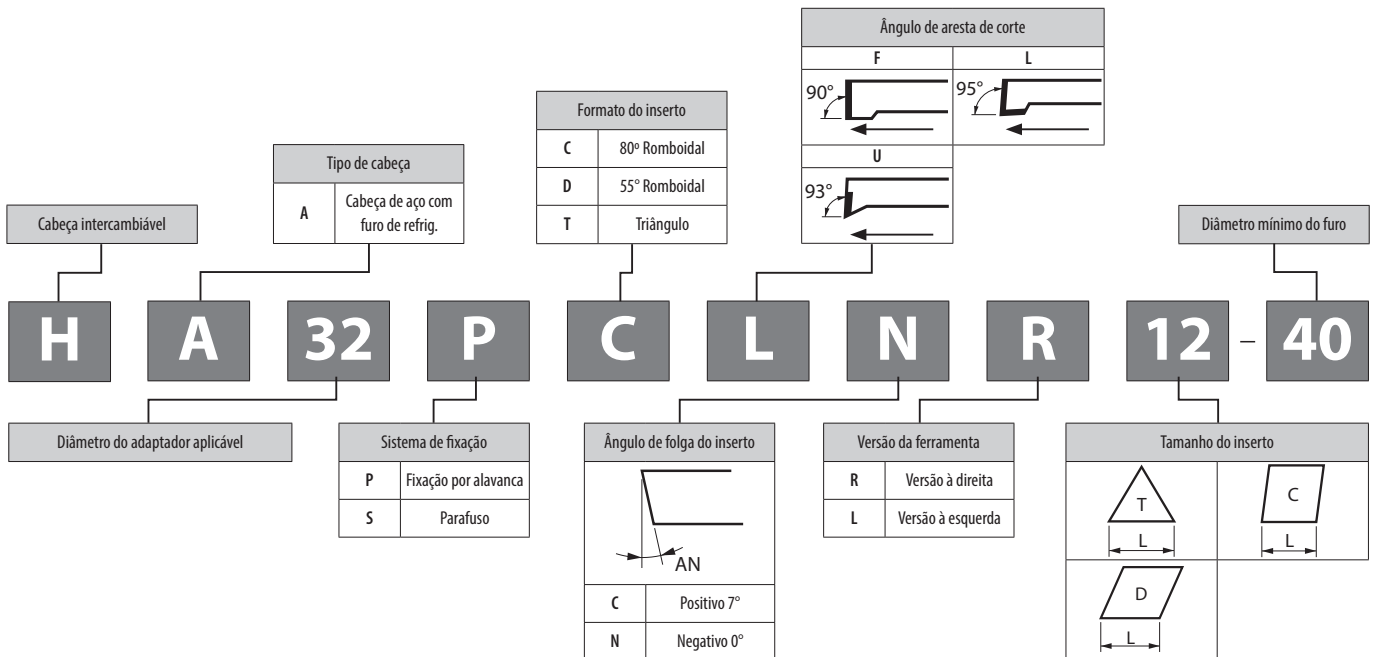 Ângulo de aresta de corte
F L
90° 95°
U
93°
Formato do inserto
C 80º Romboidal
D 55° Romboidal
T Triângulo
Tipo de cabeça
A Cabeça de aço com
furo de refrig.
Cabeça intercambiável
Diâmetro mínimo do furo
H A 32 P C L N R 12 – 40
Diâmetro do adaptador aplicável
Sistema de fixação
P Fixação por alavanca
S Parafuso
Ângulo de folga do inserto
AN
C Positivo 7°
N Negativo 0°
Versão da ferramenta
R Versão à direita
L Versão à esquerda
Tamanho do inserto
T C
L L
D
L